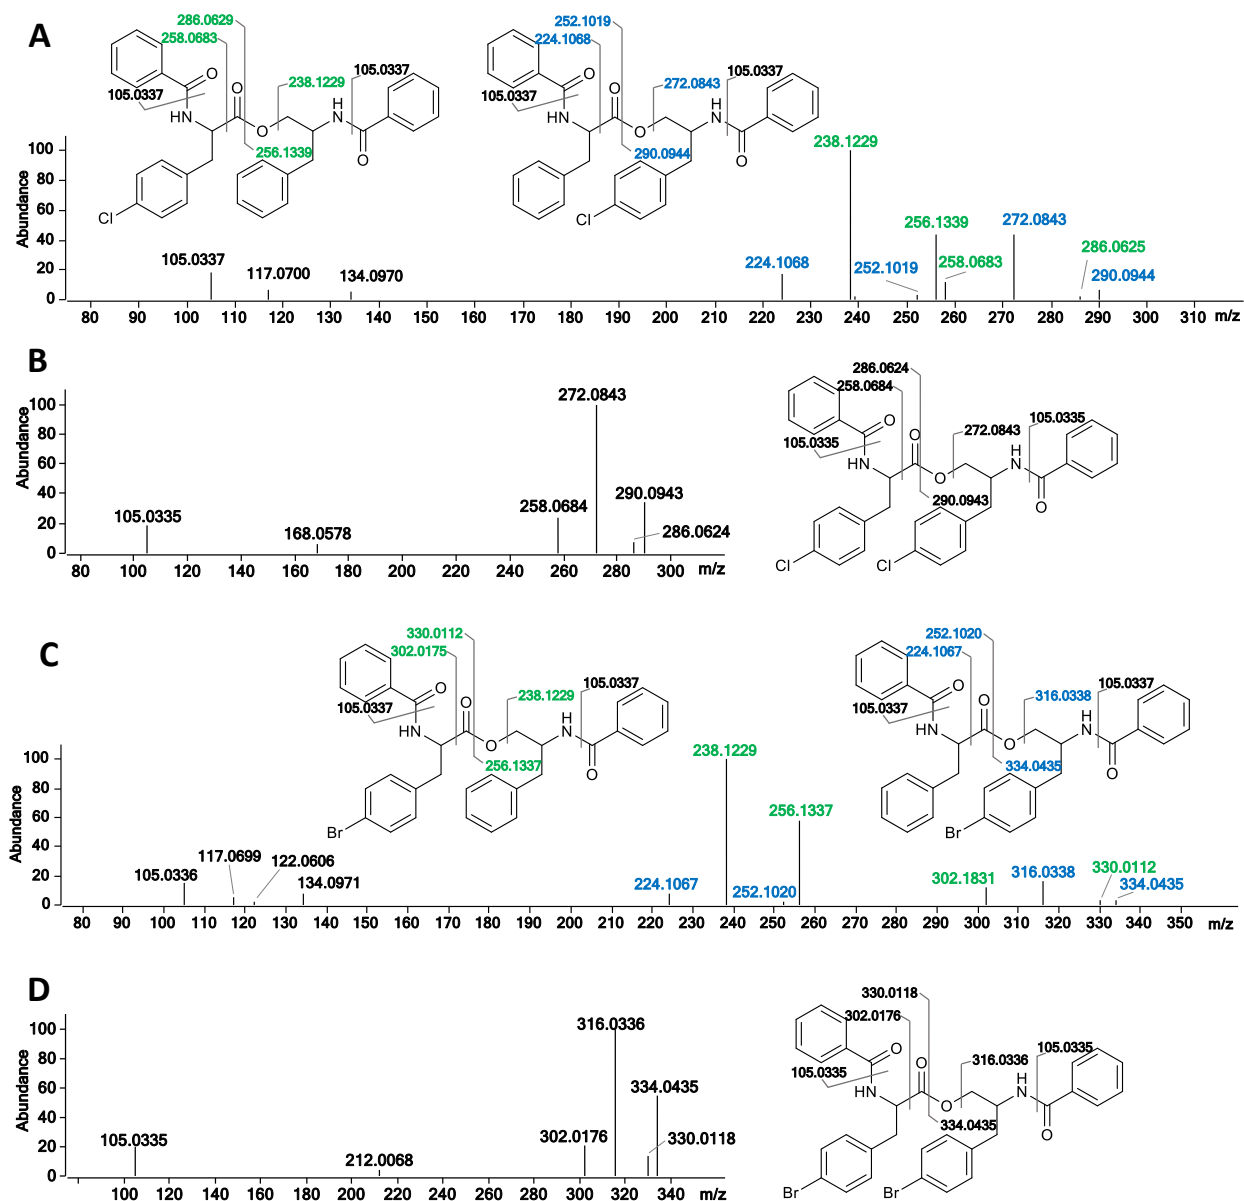 A
286.0629
258.0683
238.1229
105.0337
105.0337
O
O
H
N
HN
O
O
256.1339
Cl
252.1019
224.1068
272.0843
105.0337
105.0337
O
O
H
N
HN
O
O
290.0944
Cl
Abundance
100
80
60
40
20
0
105.0337
117.0700
134.0970
224.1068
238.1229
252.1019
256.1339
258.0683
272.0843
286.0625
290.0944
80 90 100 110 120 130 140 150 160 170 180 190 200 210 220 230 240 250 260 270 280 290 300 310 m/z
B
Abundance
100
80
60
40
20
0
105.0335
168.0578
258.0684
272.0843
290.0943
286.0624
80 100 120 140 160 180 200 220 240 260 280 300 m/z
286.0624
258.0684
272.0843
105.0335
105.0335
O
O
H
N
HN
O
O
290.0943
Cl
Cl
C
330.0112
302.0175
238.1229
105.0337
105.0337
O
O
H
N
HN
O
O
256.1337
Br
252.1020
224.1067
316.0338
105.0337
105.0337
O
O
H
N
HN
O
O
334.0435
Br
Abundance
100
80
60
40
20
0
105.0336
117.0699
122.0606
134.0971
224.1067
238.1229
252.1020
256.1337
302.1831
316.0338
330.0112
334.0435
80 90 100 110 120 130 140 150 160 170 180 190 200 210 220 230 240 250 260 270 280 290 300 310 320 330 340 350 m/z
D
Abundance
100
80
60
40
20
0
105.0335
212.0068
302.0176
316.0336
334.0435
330.0118
100 120 140 160 180 200 220 240 260 280 300 320 340 m/z
330.0118
302.0176
316.0336
105.0335
105.0335
O
O
H
N
HN
O
O
334.0435
Br
Br